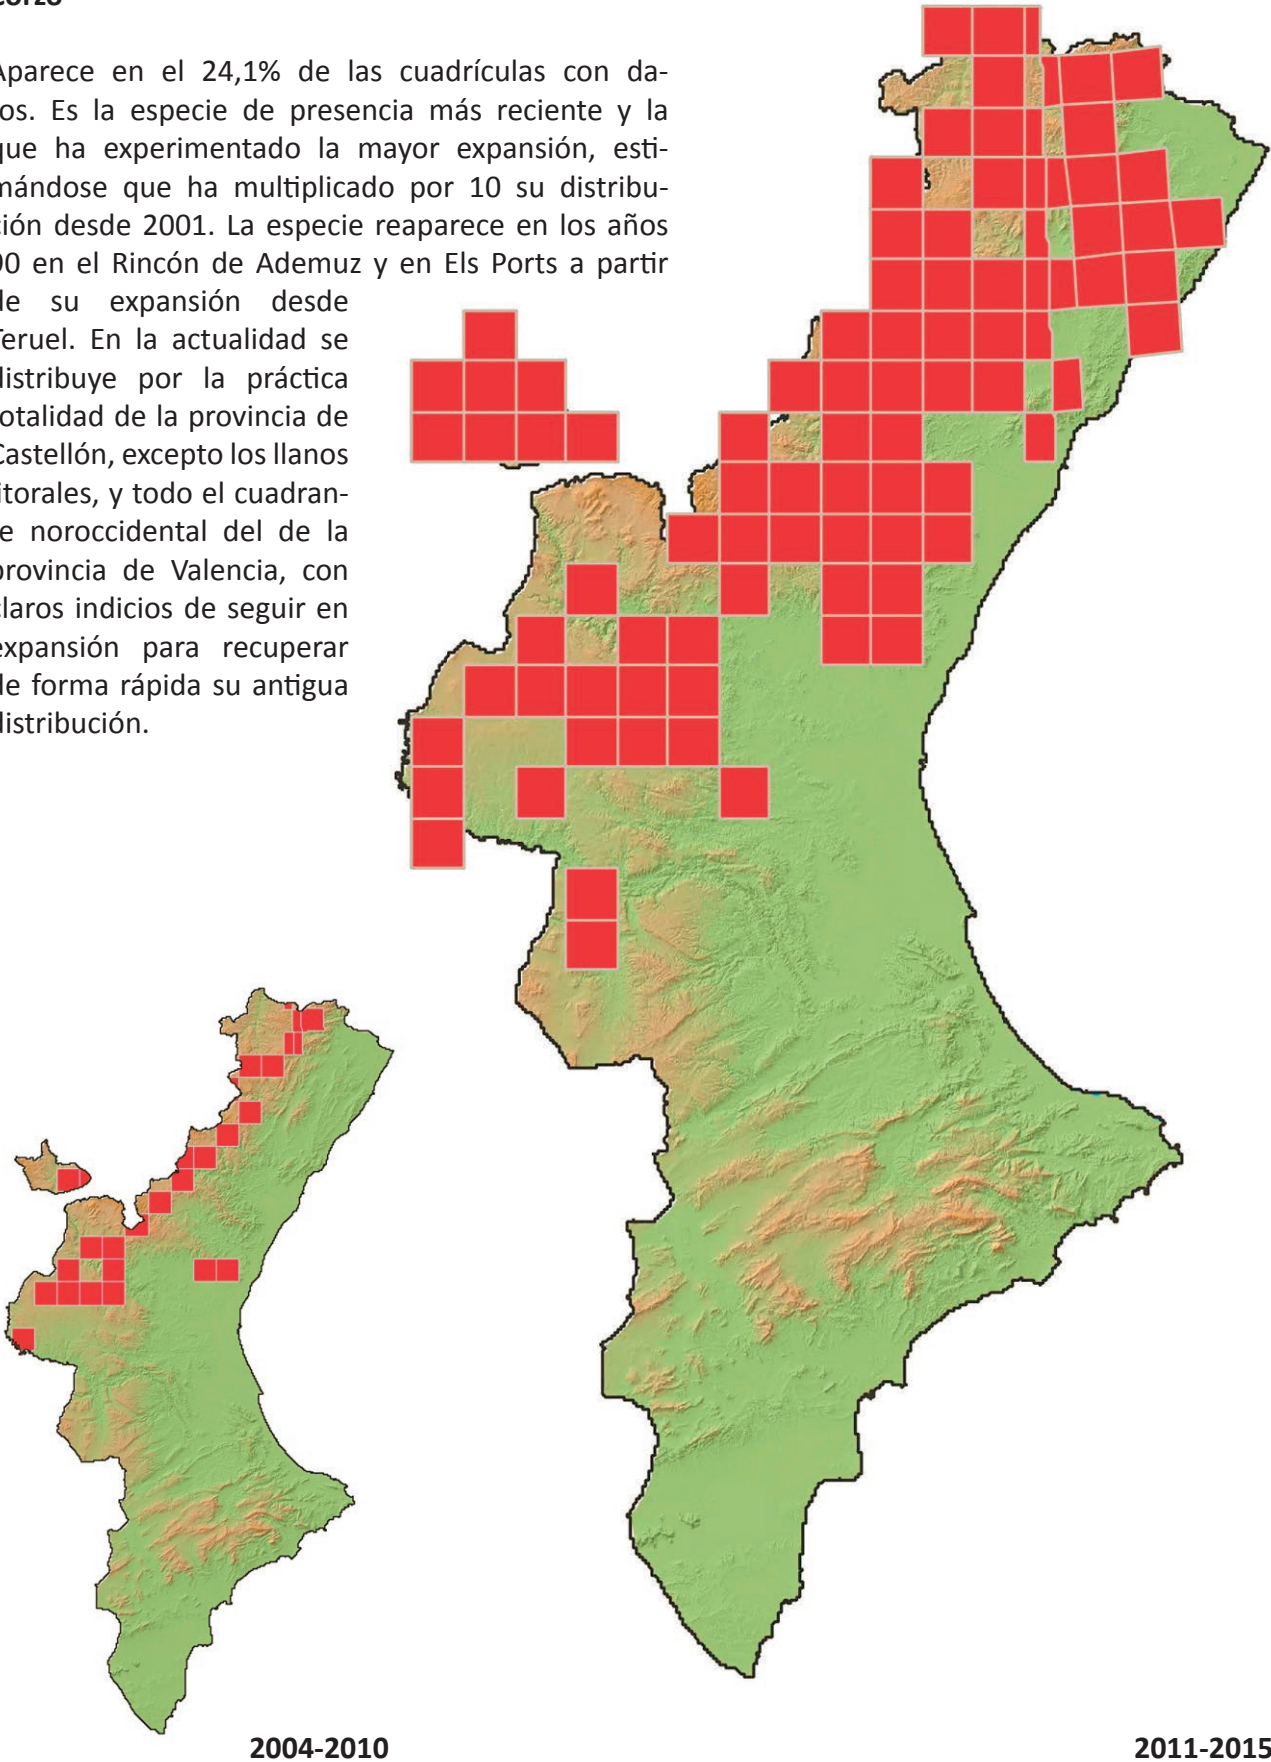 corzo
Aparece en el 24,1% de las cuadrículas con da-
tos. Es la especie de presencia más reciente y la
que ha experimentado la mayor expansión, esti-
mándose que ha multiplicado por 10 su distribu-
ción desde 2001. La especie reaparece en los años
90 en el Rincón de Ademuz y en Els Ports a partir
de su expansión desde
Teruel. En la actualidad se
distribuye por la práctica
totalidad de la provincia de
Castellón, excepto los llanos
litorales, y todo el cuadran-
te noroccidental del de la
provincia de Valencia, con
claros indicios de seguir en
expansión para recuperar
de forma rápida su antigua
distribución.
2004-2010
2011-2015